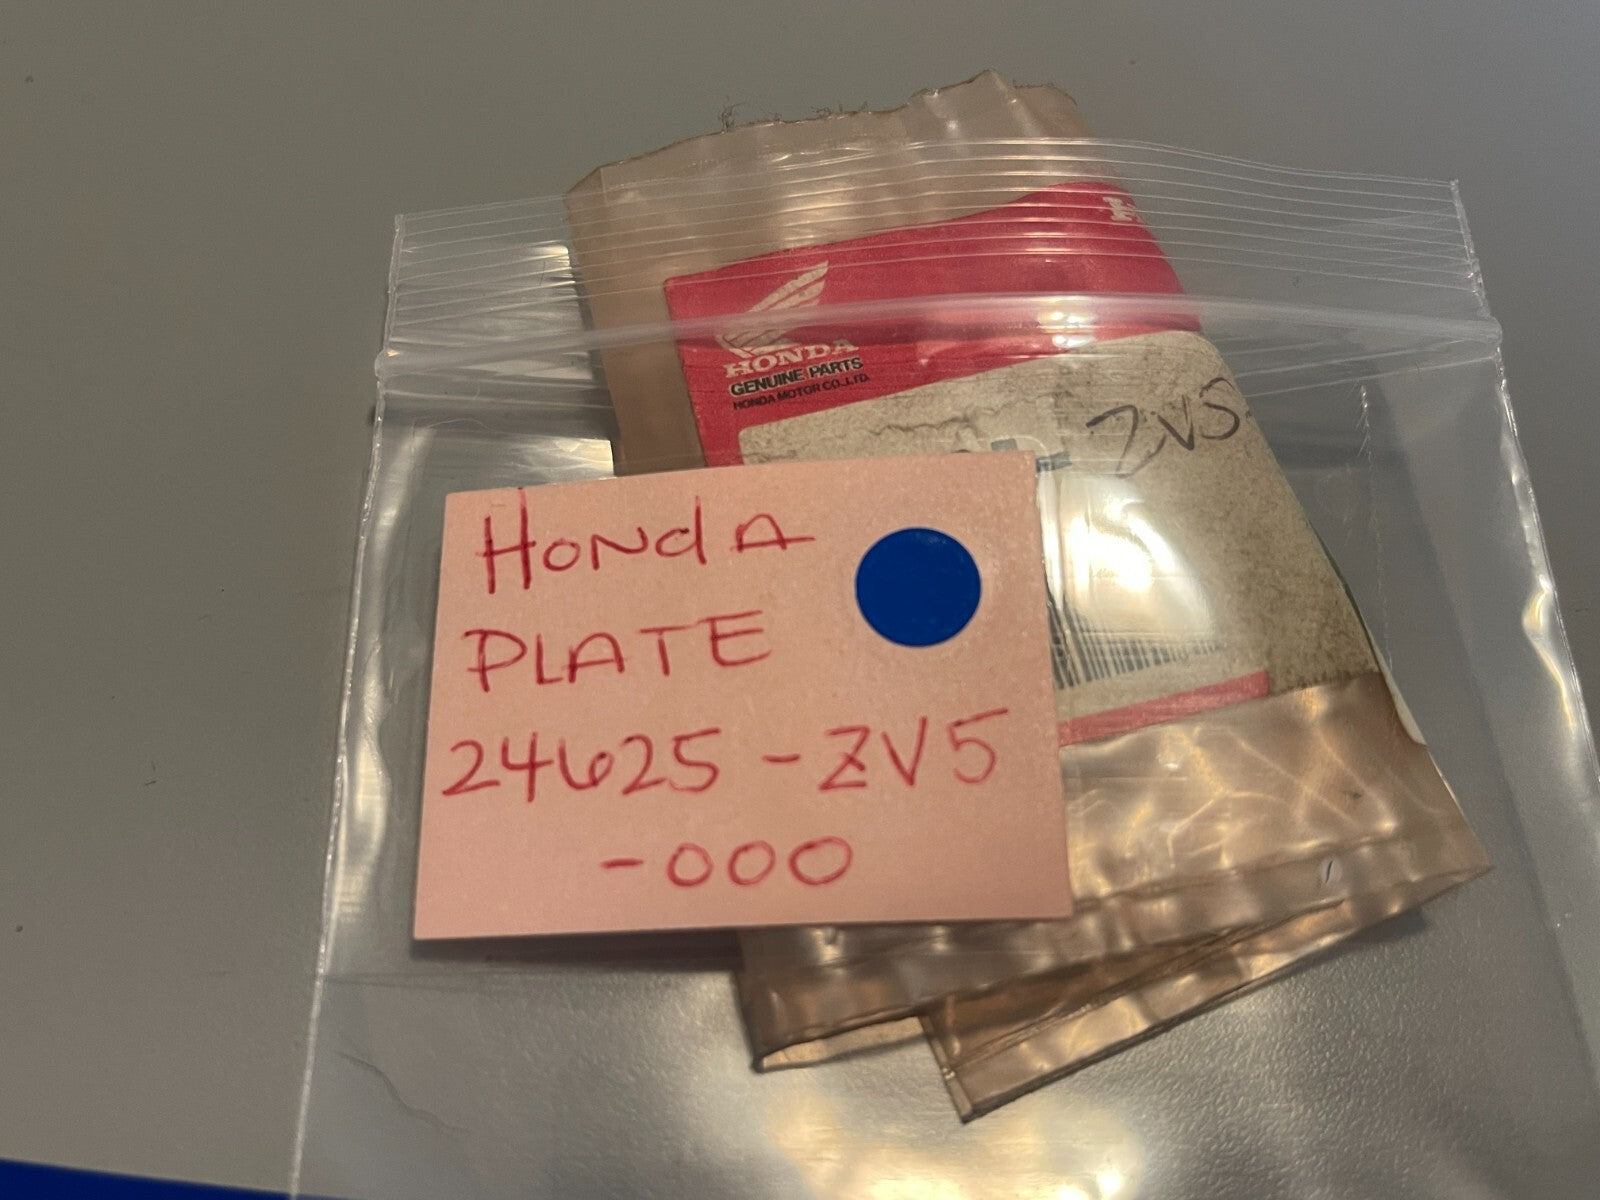 HONDA
GENUINE PARTS
HONDA MOTOR CO.,LTD.
ZV5
HONdA
PLATE
24625-ZV5
-000